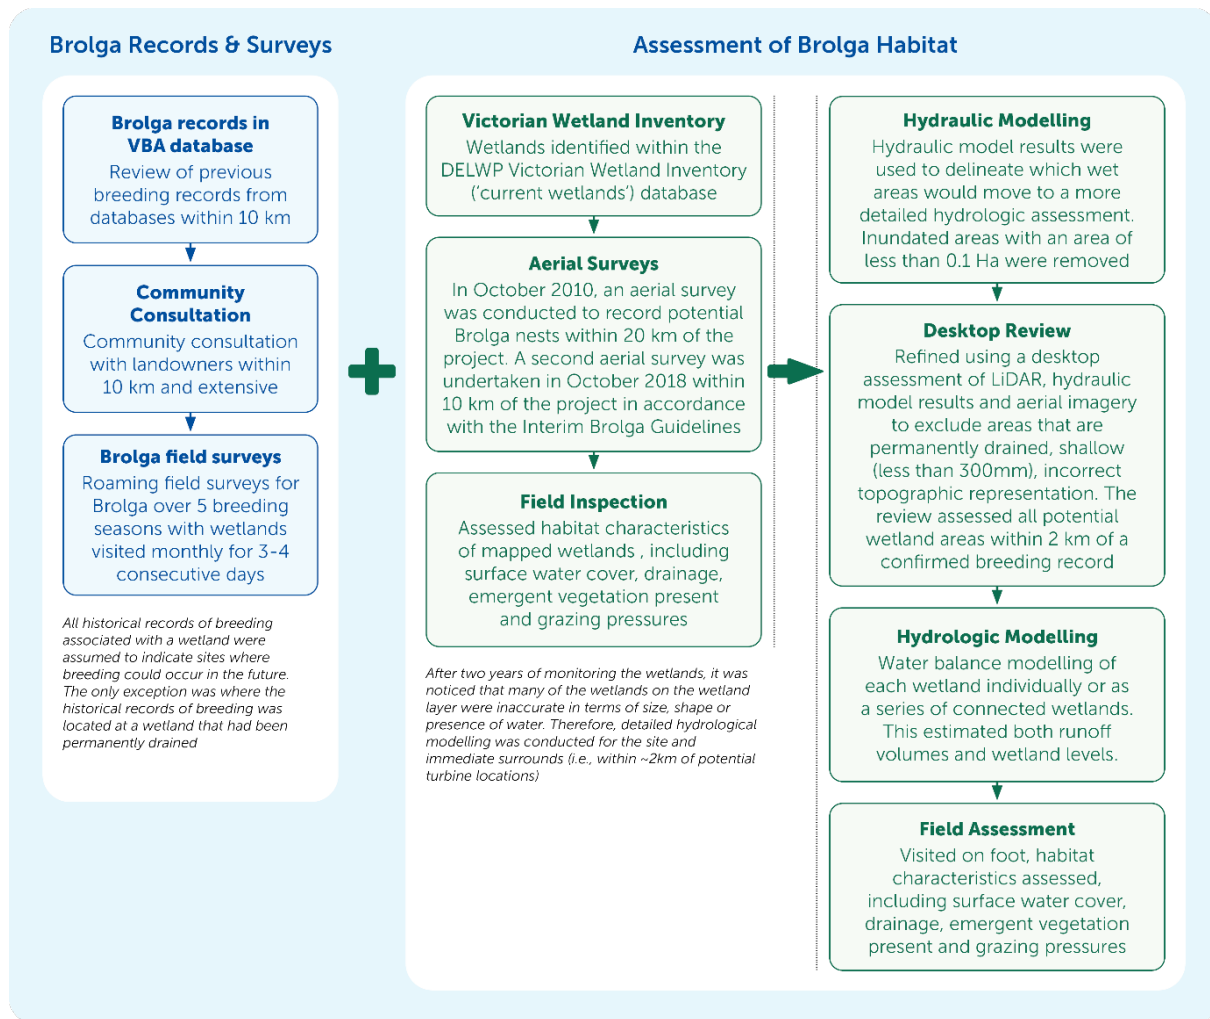 Brolga Records & Surveys
Brolga records in
VBA database
Review of previous
breeding records from
databases within 10 km
Community
Consultation
Community consultation
with landowners within
10 km and extensive
Brolga field surveys
Roaming field surveys for
Brolga over 5 breeding
seasons with wetlands
visited monthly for 3-4
consecutive days
All historical records of breeding
associated with a wetland were
assumed to indicate sites where
breeding could occur in the future.
The only exception was where the
historical records of breeding was
located at a wetland that had been
permanently drained
Assessment of Brolga Habitat
Victorian Wetland Inventory
Wetlands identified within the
DELWP Victorian Wetland Inventory
('current wetlands') database
Aerial Surveys
In October 2010, an aerial survey
was conducted to record potential
Brolga nests within 20 km of the
project. A second aerial survey was
undertaken in October 2018 within
10 km of the project in accordance
with the Interim Brolga Guidelines
Field Inspection
Assessed habitat characteristics
of mapped wetlands , including
surface water cover, drainage,
emergent vegetation present
and grazing pressures
After two years of monitoring the wetlands, it was
noticed that many of the wetlands on the wetland
layer were inaccurate in terms of size, shape or
presence of water. Therefore, detailed hydrological
modelling was conducted for the site and
immediate surrounds (i.e., within ~2km of potential
turbine locations)
Hydraulic Modelling
Hydraulic model results were
used to delineate which wet
areas would move to a more
detailed hydrologic assessment.
Inundated areas with an area of
less than 0.1 Ha were removed
Desktop Review
Refined using a desktop
assessment of LiDAR, hydraulic
model results and aerial imagery
to exclude areas that are
permanently drained, shallow
(less than 300mm), incorrect
topographic representation. The
review assessed all potential
wetland areas within 2 km of a
confirmed breeding record
Hydrologic Modelling
Water balance modelling of
each wetland individually or as
a series of connected wetlands.
This estimated both runoff
volumes and wetland levels.
Field Assessment
Visited on foot, habitat
characteristics assessed,
including surface water cover,
drainage, emergent vegetation
present and grazing pressures